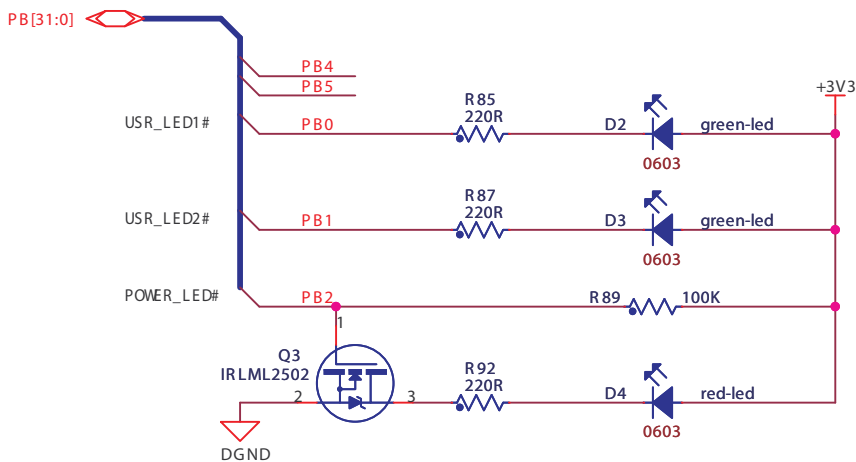 PB[31:0]
PB4
PB5
+3V3
R85
220R
USR_LED1#
PB0
D2
green-led
0603
R87
220R
USR_LED2#
PB1
D3
green-led
0603
POWER_LED#
PB2
R89
100K
1
Q3
IRLML2502
R92
220R
2
3
D4
red-led
0603
DGND